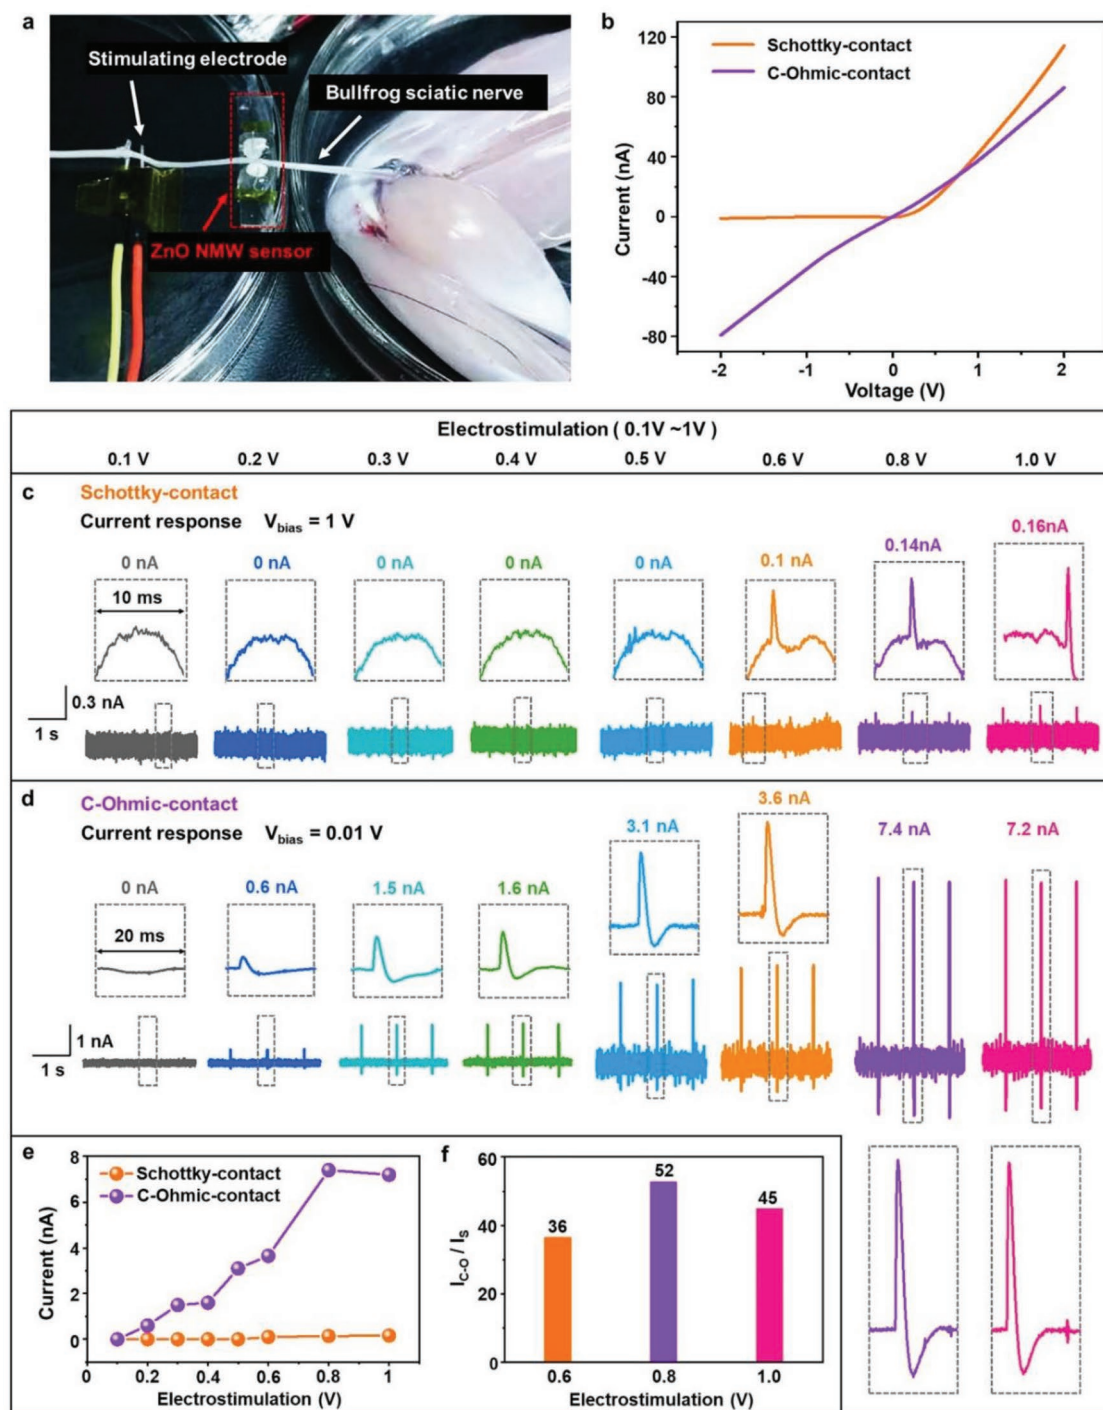 a
Stimulating electrode
Bullfrog sciatic nerve
ZnO NMW sensor
b
Schottky-contact
C-Ohmic-contact
120
80
40
0
-40
-80
Current (nA)
-2
-1
0
1
2
Voltage (V)
Electrostimulation ( 0.1V ~1V )
0.1 V 0.2 V 0.3 V 0.4 V 0.5 V 0.6 V 0.8 V 1.0 V
c Schottky-contact
Current response V_bias = 1 V
0 nA 0 nA 0 nA 0 nA 0 nA 0.1 nA 0.14nA 0.16nA
10 ms
0.3 nA
1 s
d C-Ohmic-contact
Current response V_bias = 0.01 V
0 nA 0.6 nA 1.5 nA 1.6 nA 3.1 nA 3.6 nA 7.4 nA 7.2 nA
20 ms
1 nA
1 s
e
Schottky-contact
C-Ohmic-contact
8
6
4
2
0
Current (nA)
0 0.2 0.4 0.6 0.8 1.0
Electrostimulation (V)
f
60
40
20
0
I_C-O / I_S
36
52
45
0.6 0.8 1.0
Electrostimulation (V)